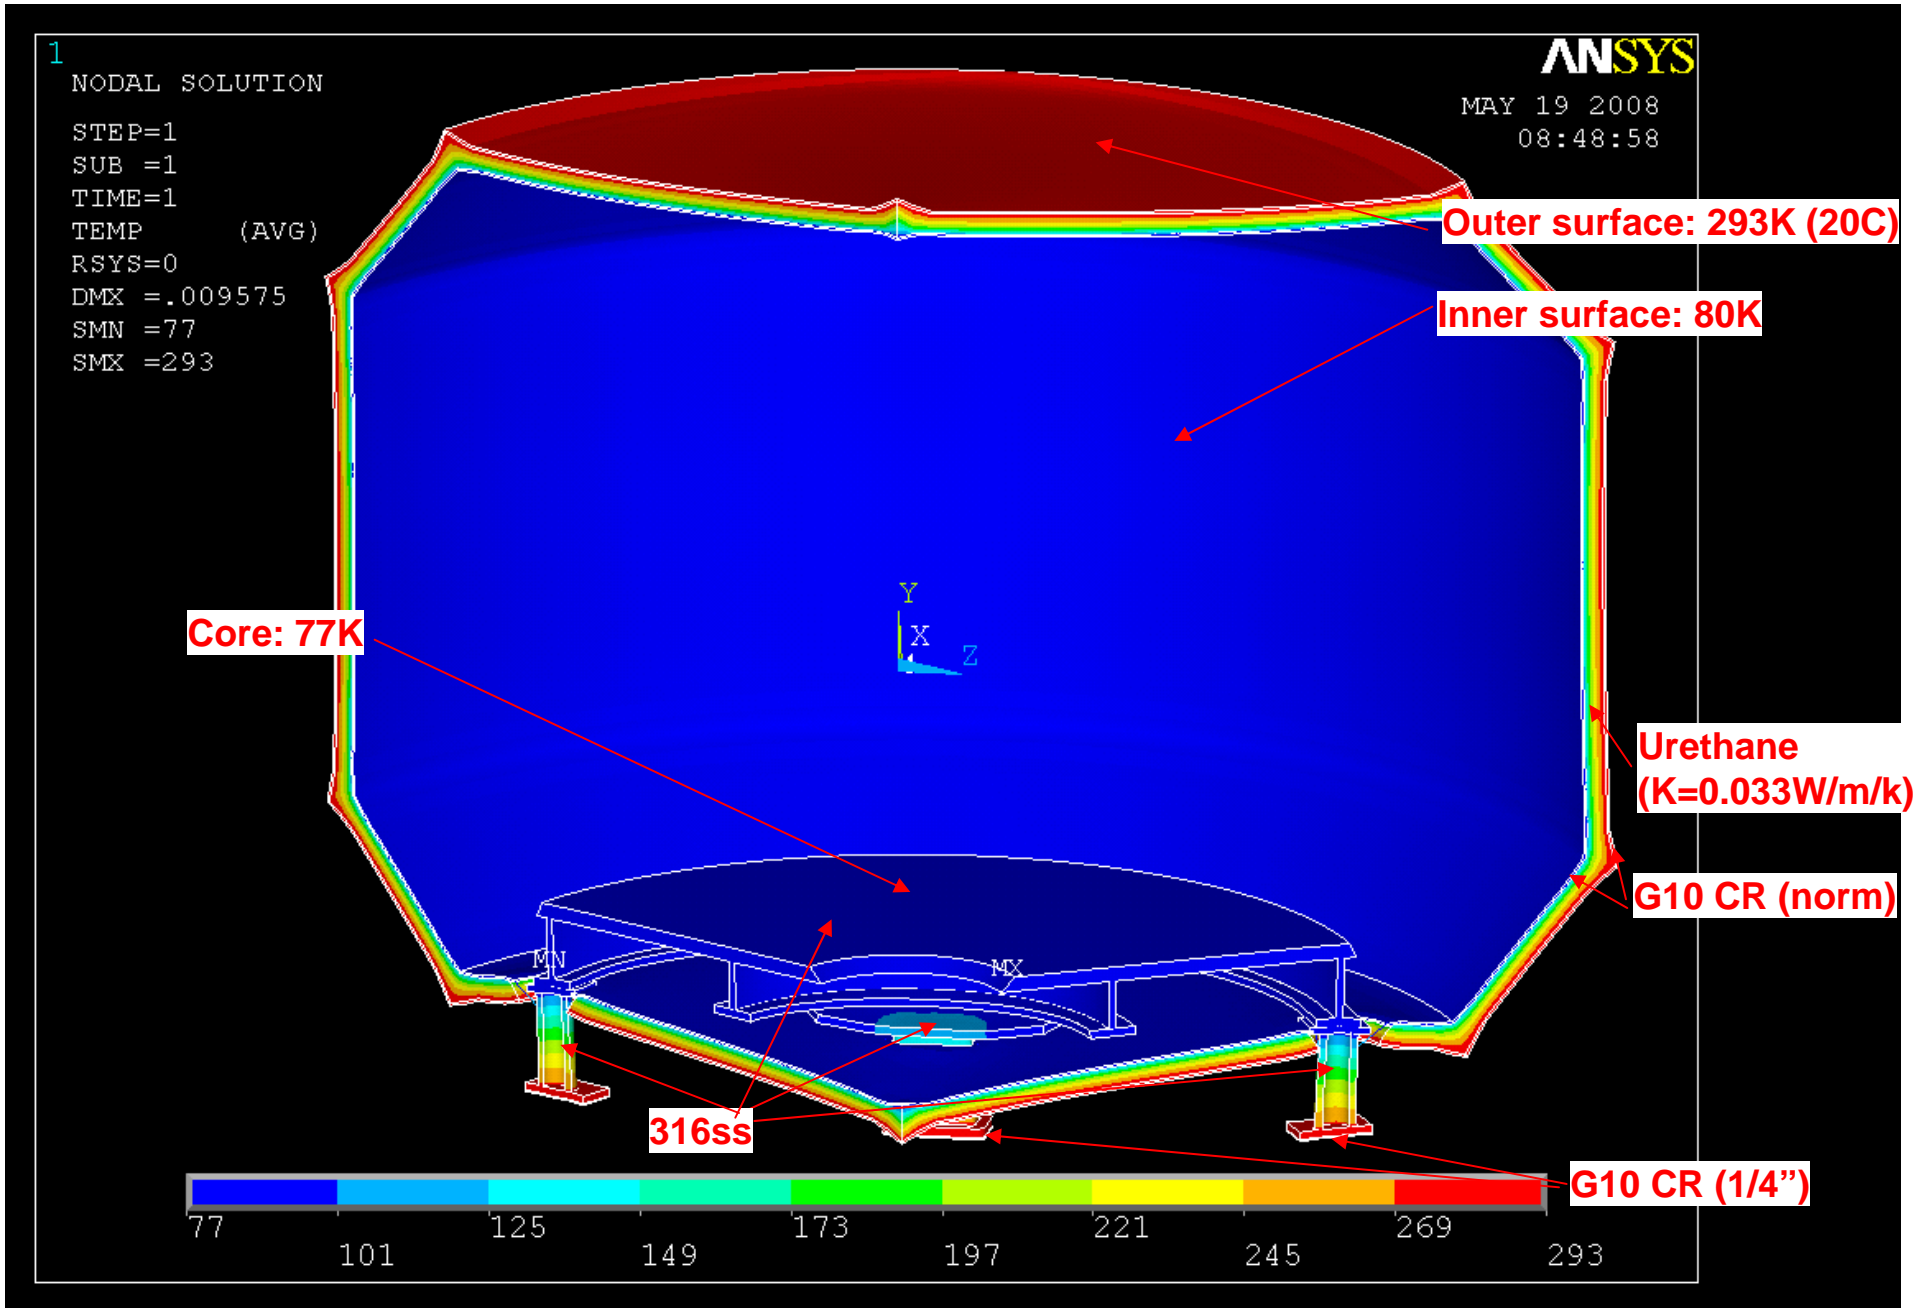 1
ANSYS
NODAL SOLUTION
MAY 19 2008
08:48:58
STEP=1
SUB =1
TIME=1
TEMP (AVG)
RSYS=0
DMX =.009575
SMN =77
SMX =293
Outer surface: 293K (20C)
Inner surface: 80K
Y
X
Z
Core: 77K
Urethane
(K=0.033W/m/k)
G10 CR (norm)
MN
MX
316ss
G10 CR (1/4”)
77
101
125
149
173
197
221
245
269
293